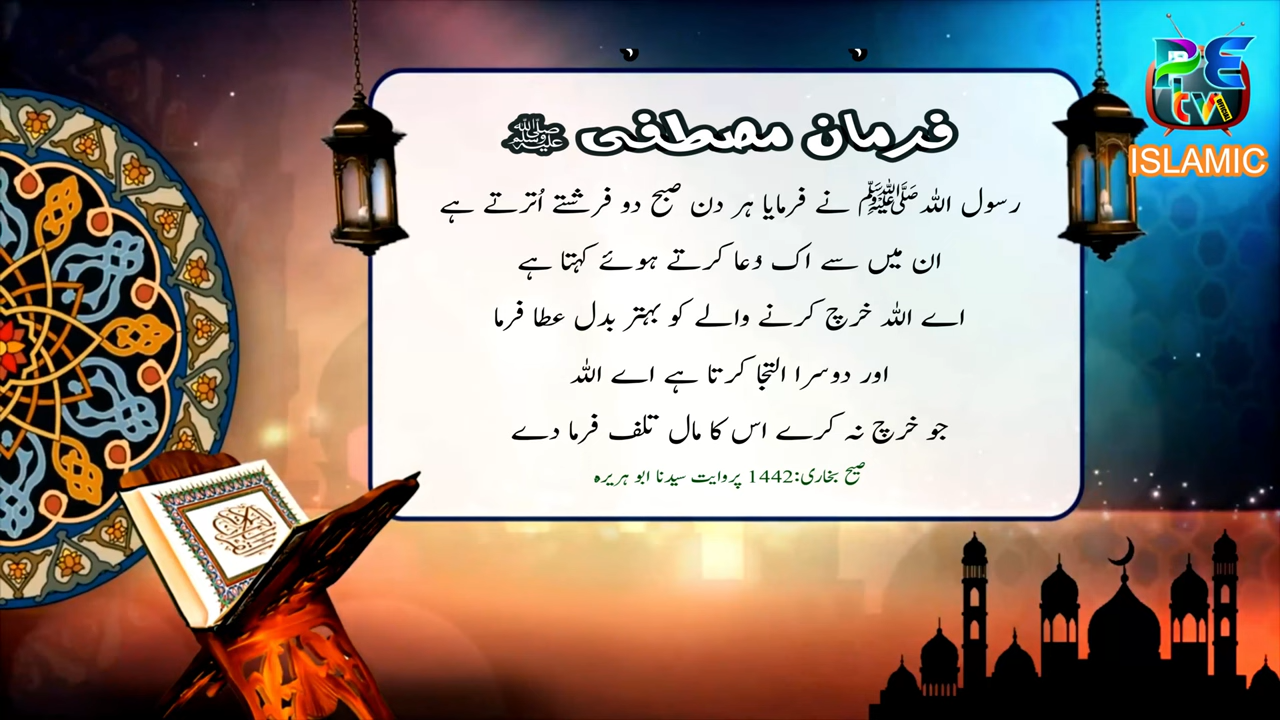 فرمان مصطفی ﷺ
رسول اللہ ﷺ نے فرمایا ہر دن صبح دو فرشتے اُترتے ہے
ان میں سے اک دعا کرتے ہوئے کہتا ہے
اے اللہ خرچ کرنے والے کو بہتر بدل عطا فرما
اور دوسرا التجا کرتا ہے اے اللہ
جو خرچ نہ کرے اس کا مال تلف فرما دے
صیح بخاری:1442 پروایت سیدنا ابو ہریرہ
PE
tv
ISLAMIC